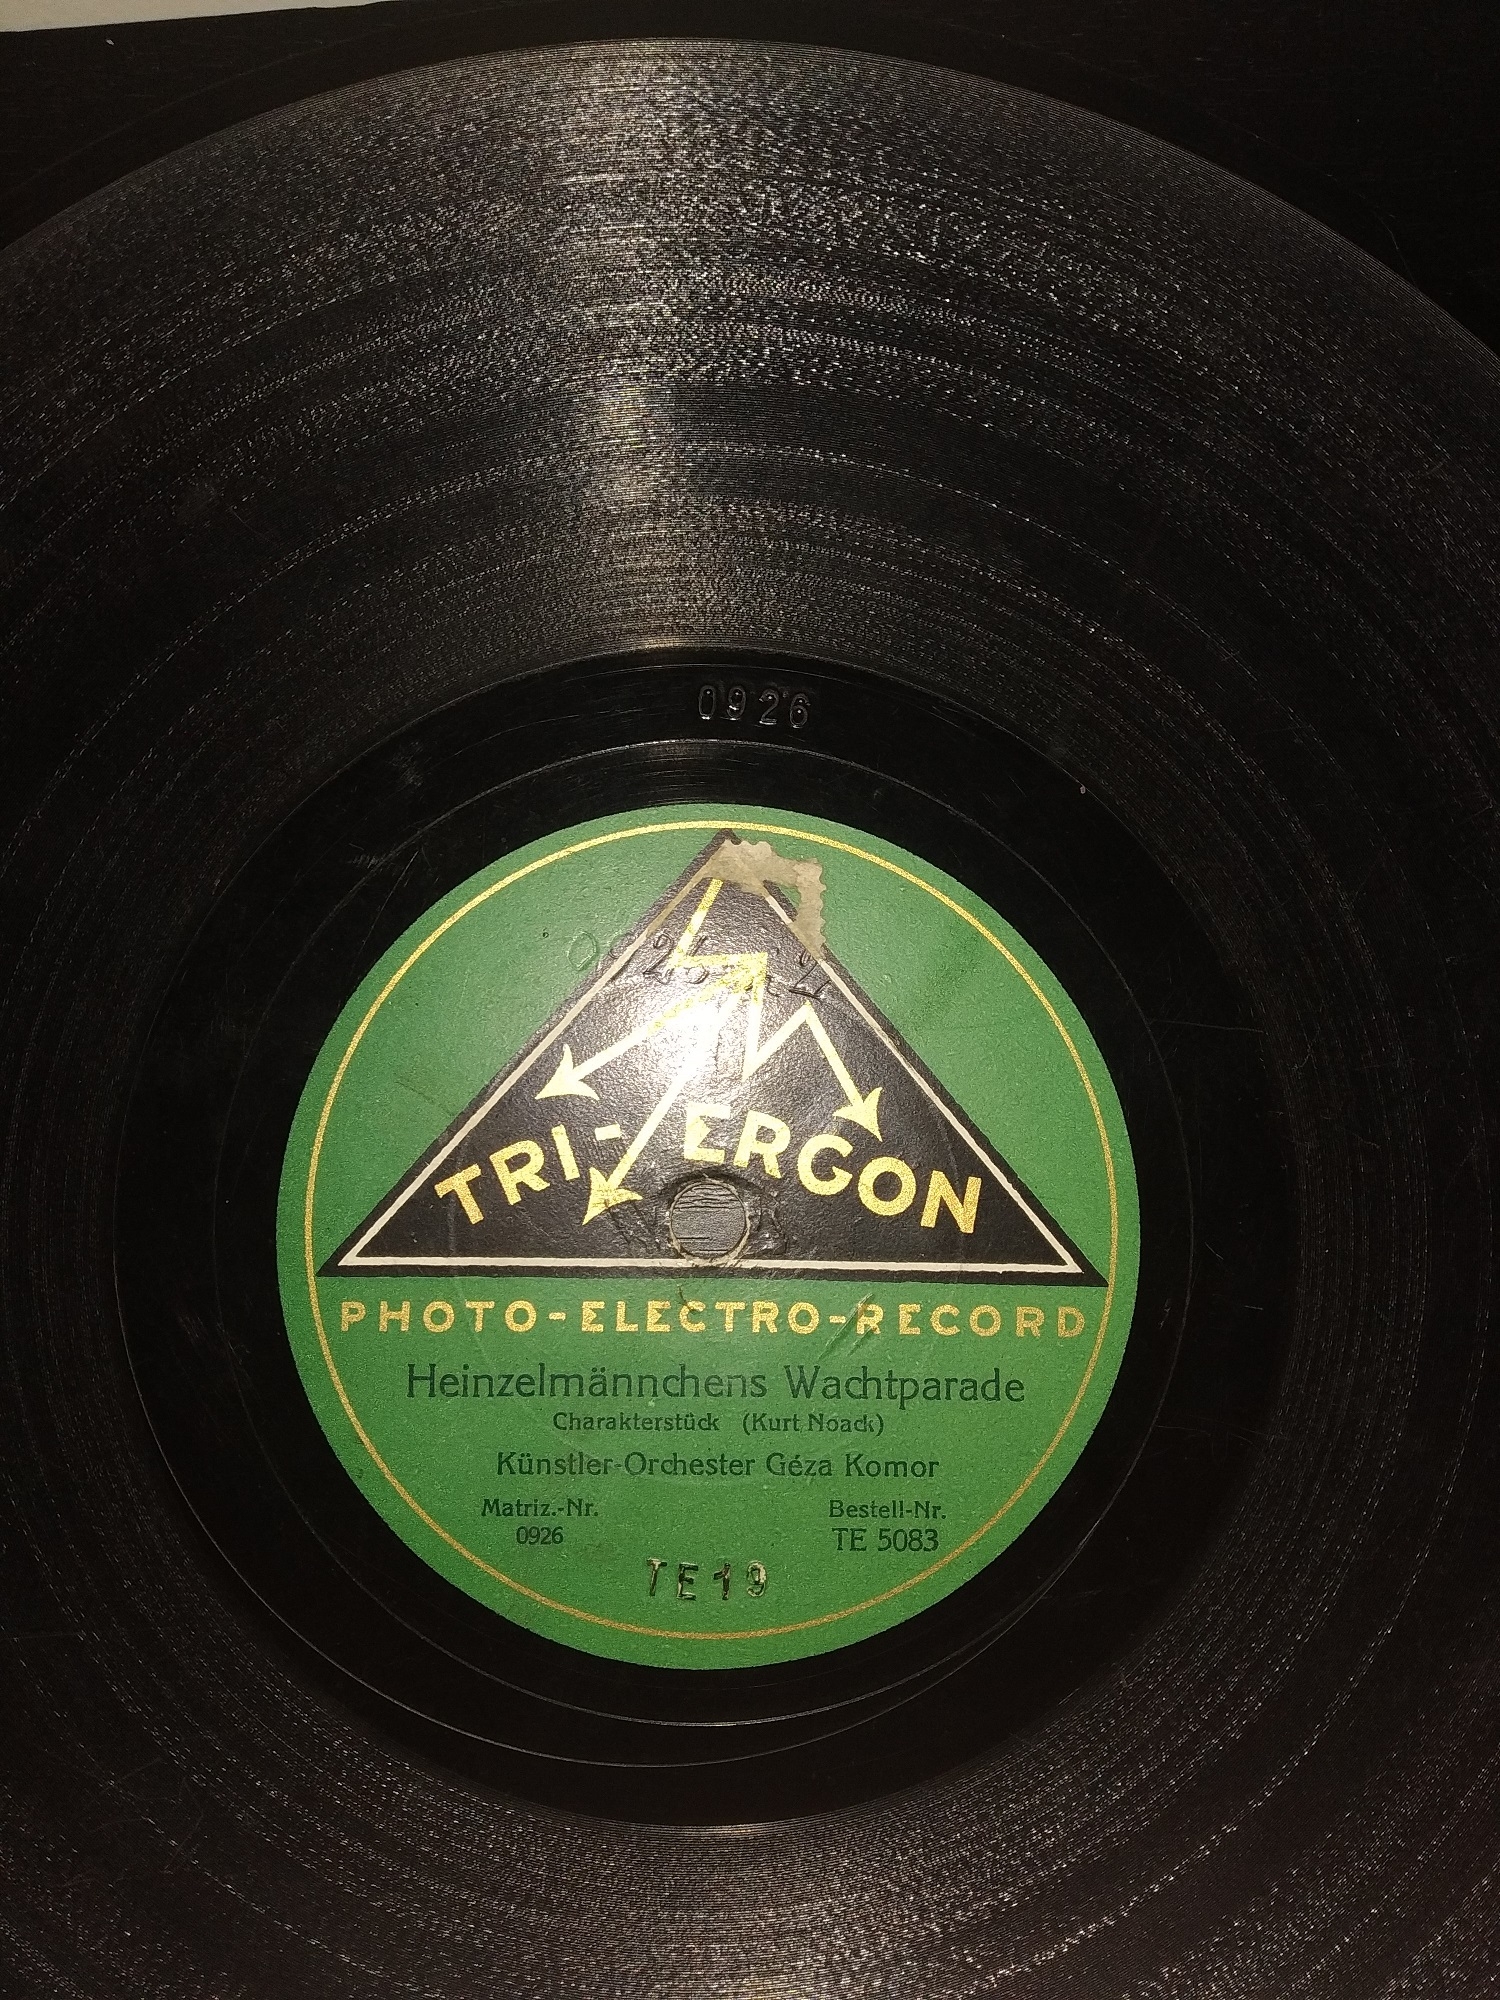 0926
TRI-ERGON
PHOTO-ELECTRO-RECORD
Heinzelmännchens Wachtparade
Charakterstück (Kurt Noack)
Künstler-Orchester Géza Komor
Matriz.-Nr. Bestell-Nr.
0926 TE 5083
TE19